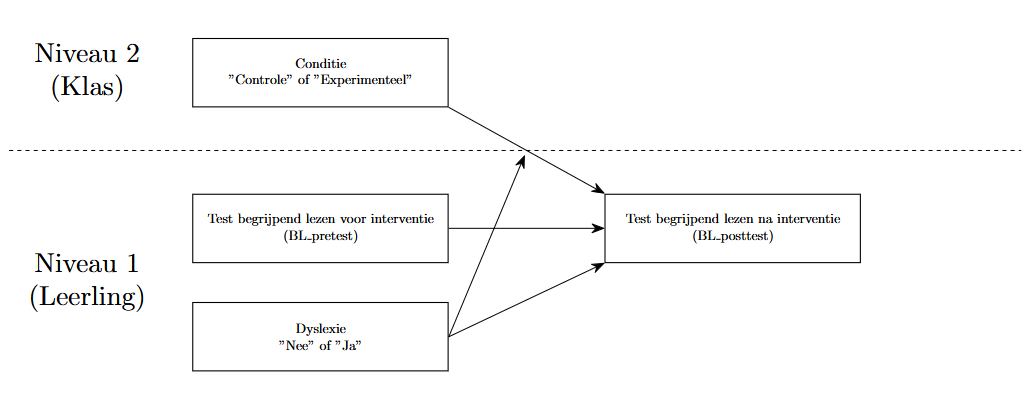 Niveau 2
(Klas)
Conditie
”Controle” of ”Experimenteel”
Niveau 1
(Leerling)
Test begrijpend lezen voor interventie
(BL_pretest)
Test begrijpend lezen na interventie
(BL_posttest)
Dyslexie
”Nee” of ”Ja”